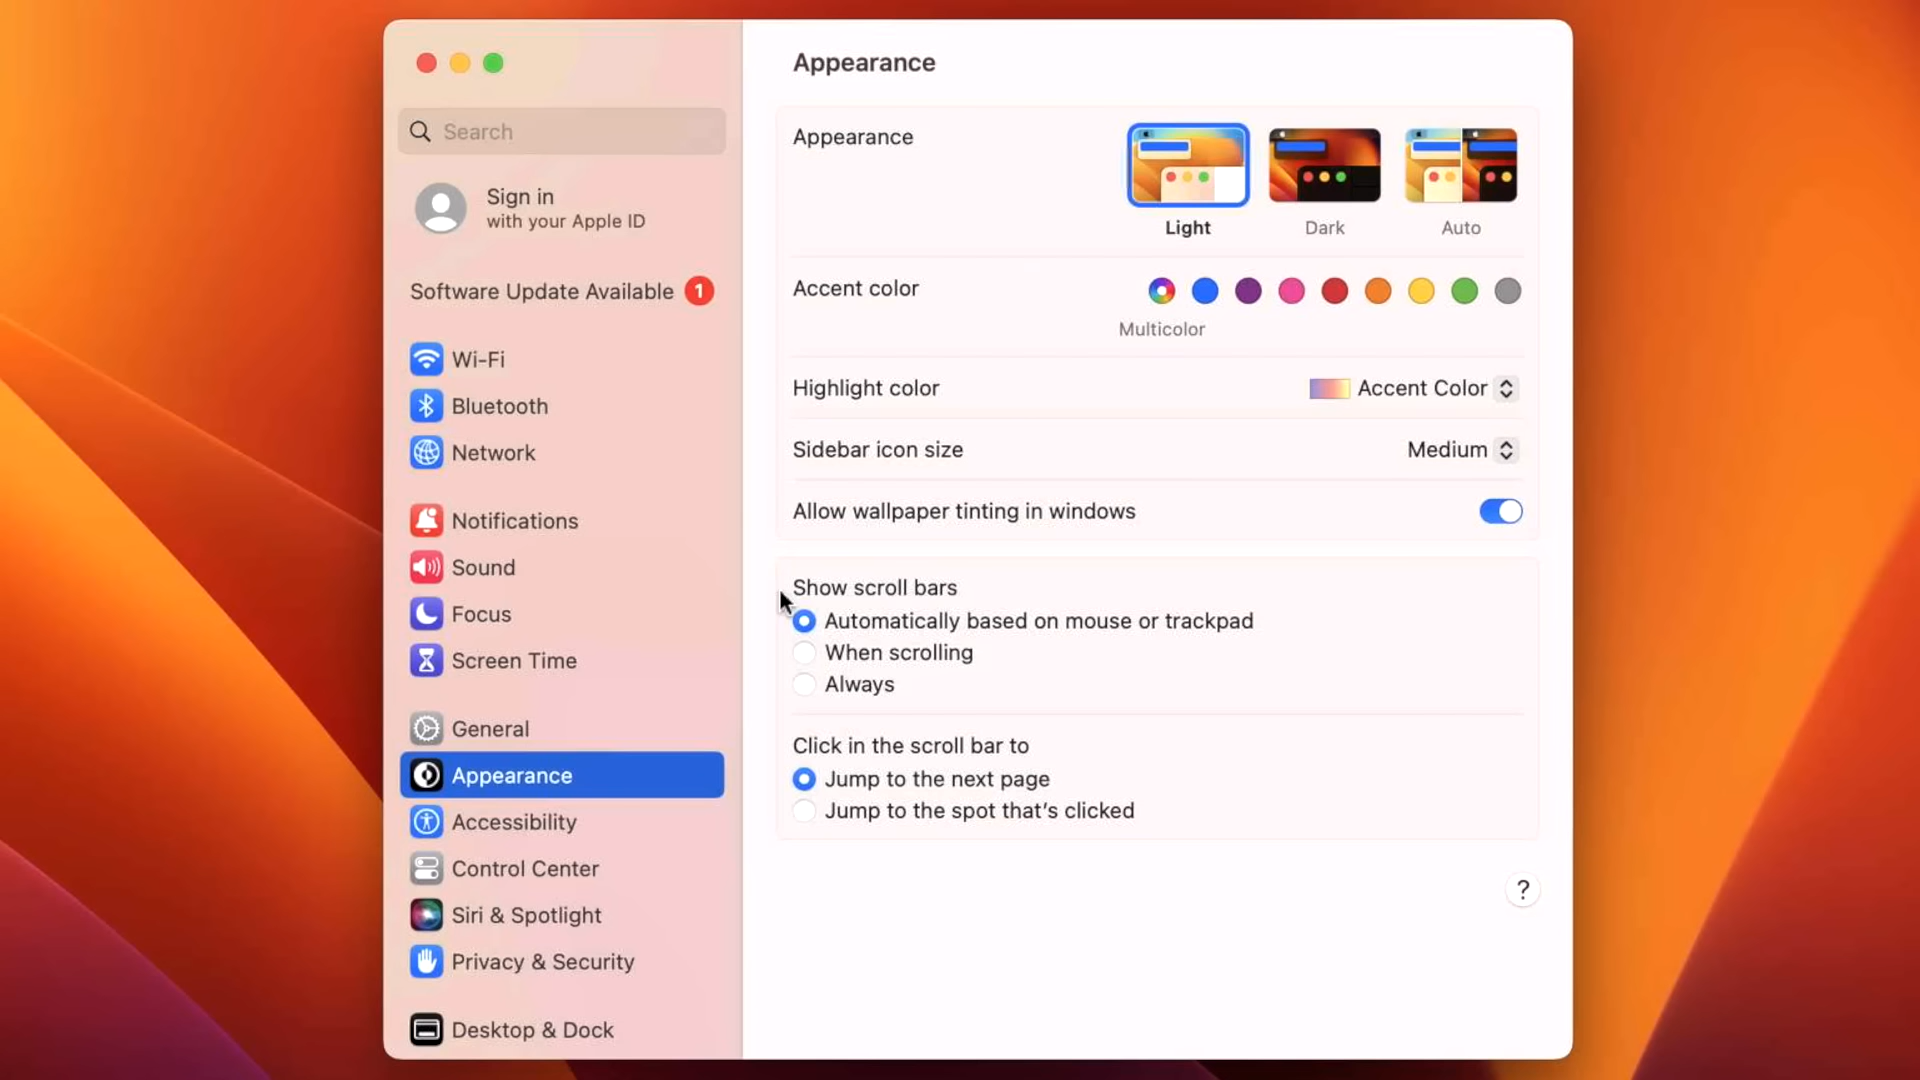 Search
Sign in
with your Apple ID
Software Update Available 1
Wi-Fi
Bluetooth
Network
Notifications
Sound
Focus
Screen Time
General
Appearance
Accessibility
Control Center
Siri & Spotlight
Privacy & Security
Desktop & Dock
Appearance
Appearance
Light
Dark
Auto
Accent color
Multicolor
Highlight color
Accent Color
Sidebar icon size
Medium
Allow wallpaper tinting in windows
Show scroll bars
Automatically based on mouse or trackpad
When scrolling
Always
Click in the scroll bar to
Jump to the next page
Jump to the spot that's clicked
?